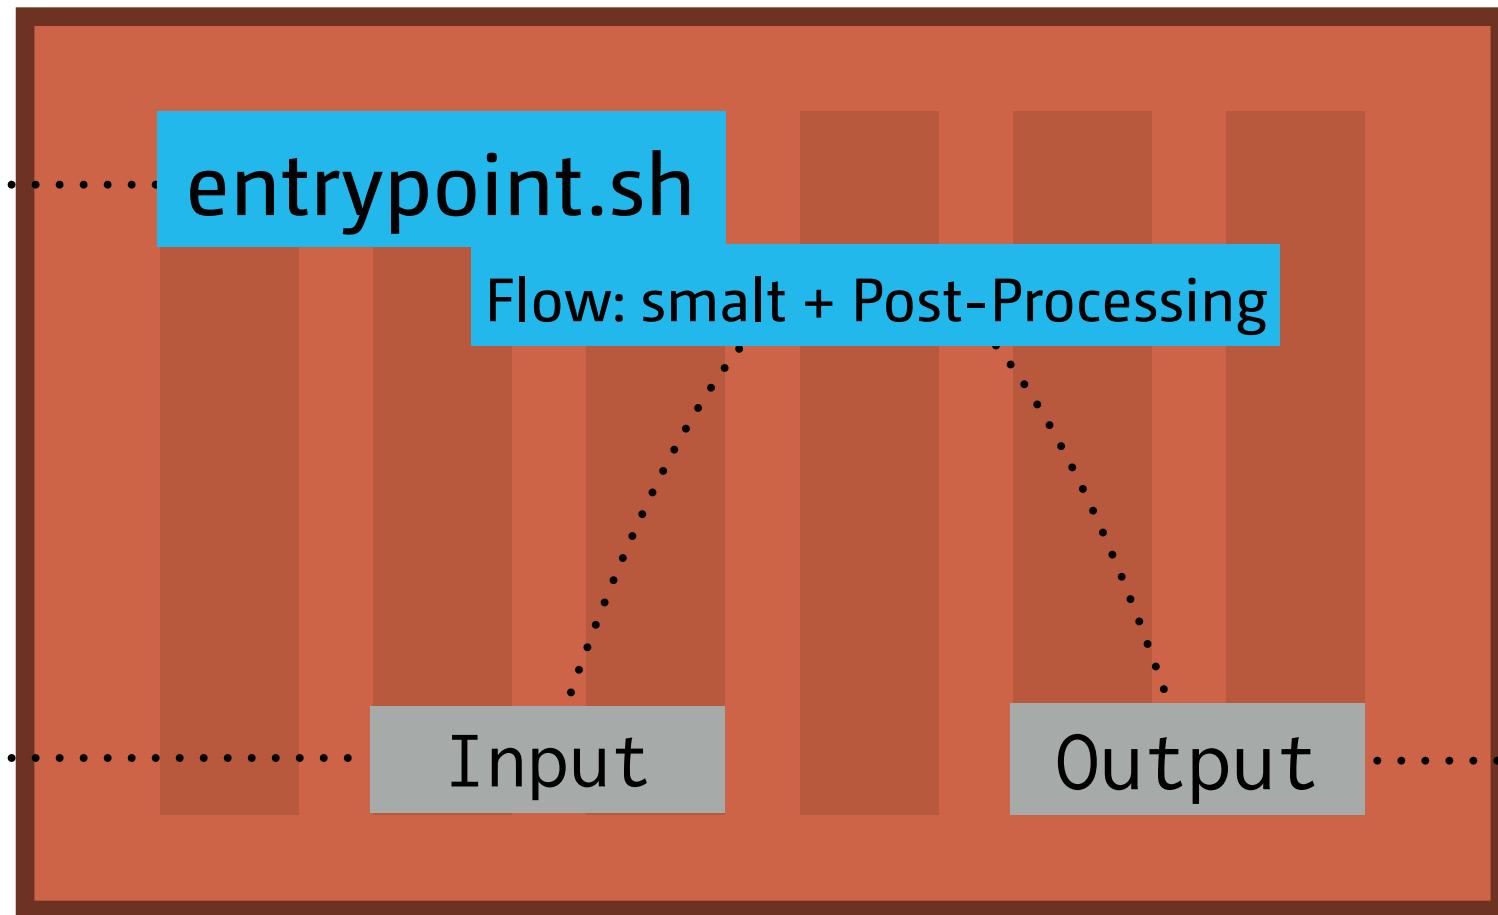 entrypoint.sh
Flow: smalt + Post-Processing
Input
Output